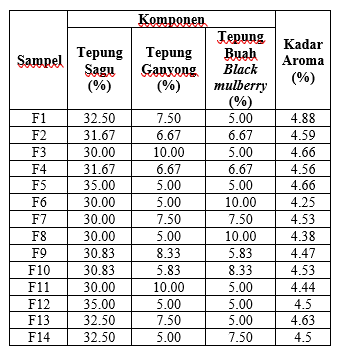 Komponen
Sampel
Tepung Sagu (%)
Tepung Ganyong (%)
Tepung Buah Black mulberry (%)
Kadar Aroma (%)
F1 32.50 7.50 5.00 4.88
F2 31.67 6.67 6.67 4.59
F3 30.00 10.00 5.00 4.66
F4 31.67 6.67 6.67 4.56
F5 35.00 5.00 5.00 4.66
F6 30.00 5.00 10.00 4.25
F7 30.00 7.50 7.50 4.53
F8 30.00 5.00 10.00 4.38
F9 30.83 8.33 5.83 4.47
F10 30.83 5.83 8.33 4.53
F11 30.00 10.00 5.00 4.44
F12 35.00 5.00 5.00 4.5
F13 32.50 7.50 5.00 4.63
F14 32.50 5.00 7.50 4.5